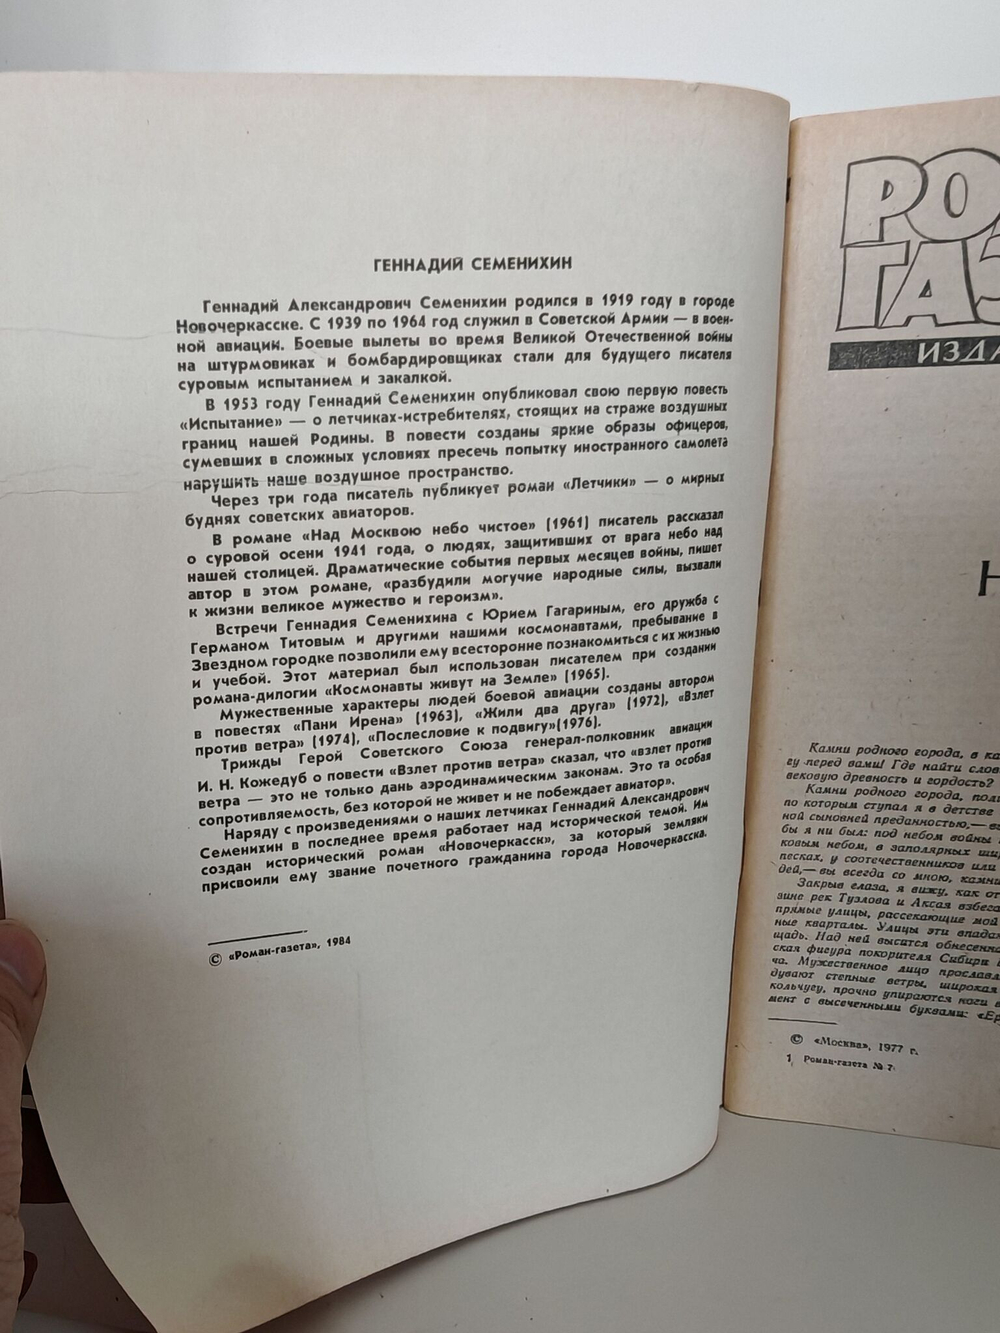 ГЕННАДИЙ СЕМЕНИХИН
Геннадий Александрович Семенихин родился в 1919 году в городе
Новочеркасске. С 1939 по 1964 год служил в Советской Армии — в воен-
ной авиации. Боевые вылеты во время Великой Отечественной войны
на штурмовиках и бомбардировщиках стали для будущего писателя
суровым испытанием и закалкой.
В 1953 году Геннадий Семенихин опубликовал свою первую повесть
«Испытание» — о летчиках-истребителях, стоящих на страже воздушных
границ нашей Родины. В повести созданы яркие образы офицеров,
сумевших в сложных условиях пресечь попытку иностранного самолета
нарушить наше воздушное пространство.
Через три года писатель публикует роман «Летчики» — о мирных
буднях советских авиаторов.
В романе «Над Москвою небо чистое» (1961) писатель рассказал
о суровой осени 1941 года, о людях, защитивших от врага небо над
нашей столицей. Драматические события первых месяцев войны, пишет
автор в этом романе, «разбудили могучие народные силы, вызвали
к жизни великое мужество и героизм».
Встречи Геннадия Семенихина с Юрием Гагариным, его дружба с
Германом Титовым и другими нашими космонавтами, пребывание в
Звездном городке позволили ему всесторонне познакомиться с их жизнью
и учебой. Этот материал был использован писателем при создании
романа-дилогии «Космонавты живут на Земле» (1965).
Мужественные характеры людей боевой авиации созданы автором
в повестях «Пани Ирена» (1963), «Жили два друга» (1972), «Взлет
против ветра» (1974), «Послесловие к подвигу»(1976).
Трижды Герой Советского Союза генерал-полковник авиации
И. Н. Кожедуб о повести «Взлет против ветра» сказал, что «взлет против
ветра — это не только дань аэродинамическим законам. Это та особая
сопротивляемость, без которой не живет и не побеждает авиатор».
Наряду с произведениями о наших летчиках Геннадий Александрович
Семенихин в последнее время работает над исторической темой. Им
создан исторический роман «Новочеркасск», за который земляки
присвоили ему звание почетного гражданина города Новочеркасска.
© «Роман-газета», 1984
РО
ГАЗ
ИЗДА
Н
Камни родного города, в ка
гу перед вами! Где найти слов
вековую древность и гордость?
Камни родного города, поли
по которым ступал я в детстве
ной сыновней преданностью,— вз
бы я ни был: под небом войны
ковым небом, в заполярных шир
песках, у соотечественников или
дей,— вы всегда со мною, камни
Закрыв глаза, я вижу, как от
зине рек Тузлова и Аксая взбега
прямые улицы, рассекающие мой
ные кварталы. Улицы эти впадаю
щадь. Над ней высится обнесенна
ская фигура покорителя Сибири
ча. Мужественное лицо прославл
дувают степные ветры, широкая
кольчугу, прочно упираются ноги в
мент с высеченными буквами: «Ер
© «Москва», 1977 г.
1 Роман-газета № 7